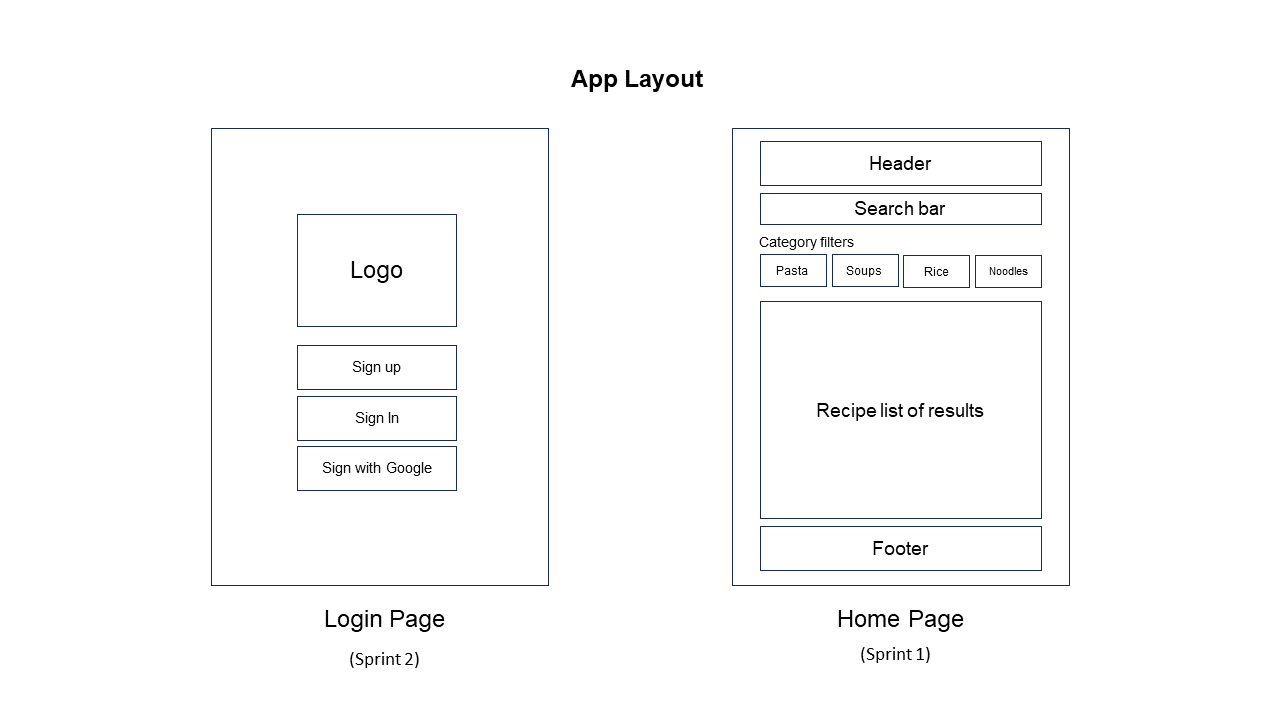 App Layout
Logo
Sign up
Sign In
Sign with Google
Login Page
(Sprint 2)
Header
Search bar
Category filters
Pasta
Soups
Rice
Noodles
Recipe list of results
Footer
Home Page
(Sprint 1)